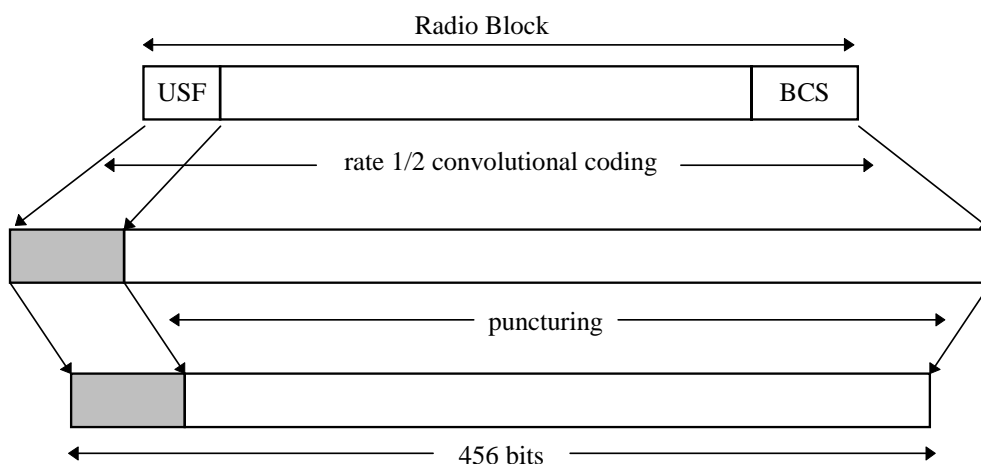 Radio Block
USF BCS
rate 1/2 convolutional coding
puncturing
456 bits